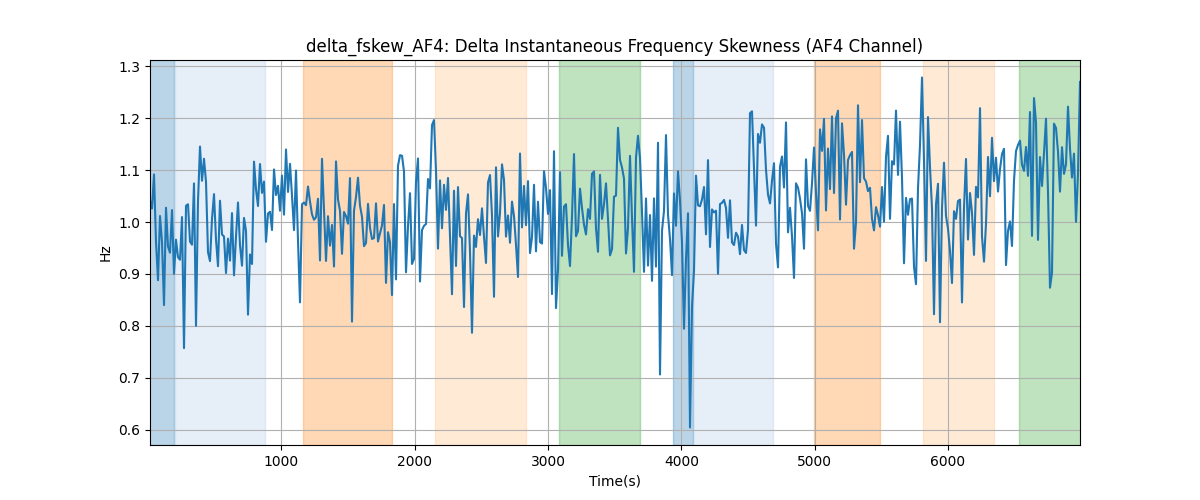 delta_fskew_AF4: Delta Instantaneous Frequency Skewness (AF4 Channel)
1.3
1.2
1.1
1.0
0.9
0.8
0.7
0.6
Hz
1000 2000 3000 4000 5000 6000
Time(s)